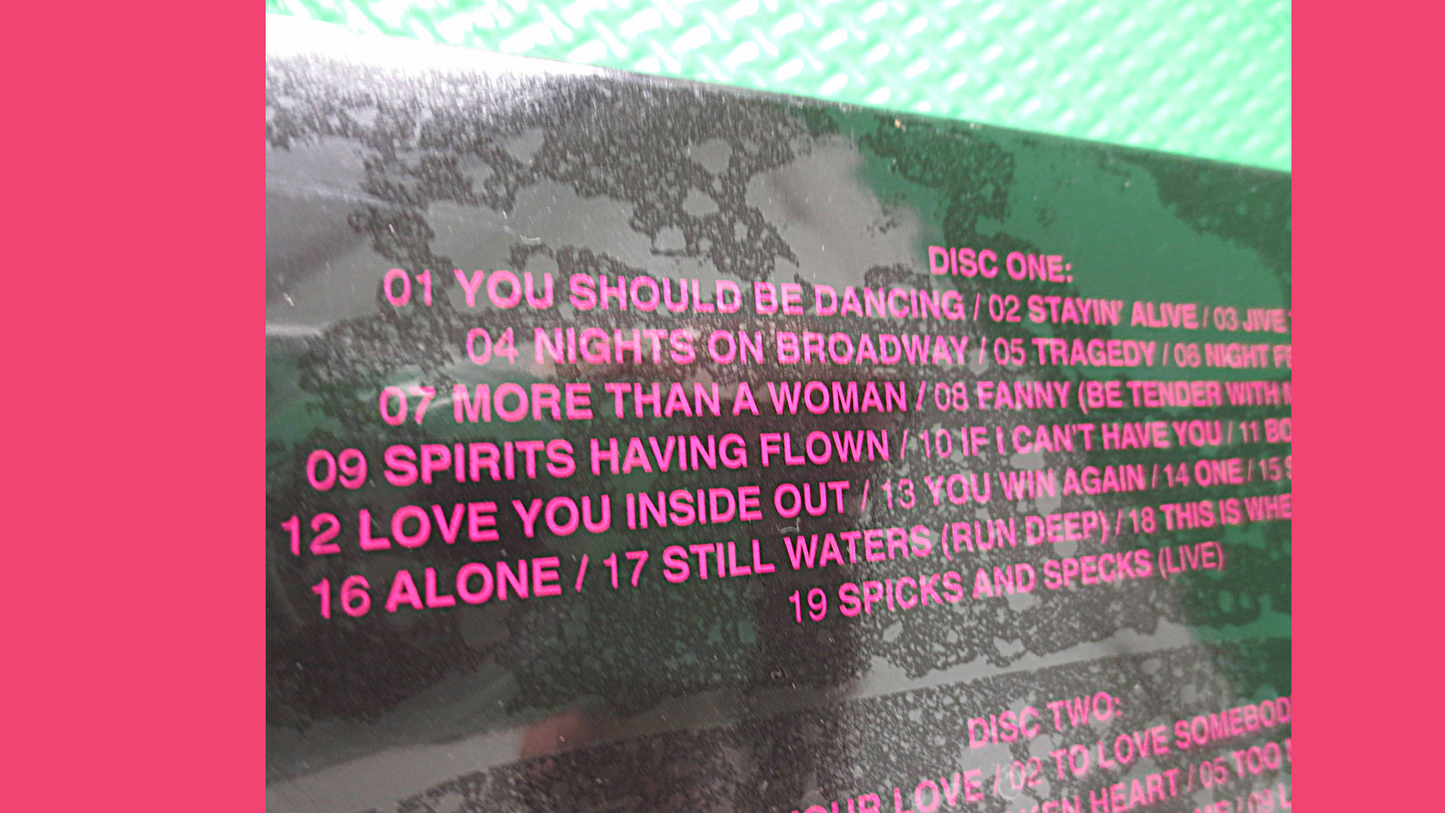 DISC ONE:
01 YOU SHOULD BE DANCING / 02 STAYIN' ALIVE / 03 JIVE
04 NIGHTS ON BROADWAY / 05 TRAGEDY / 06 NIGHT
07 MORE THAN A WOMAN / 08 FANNY (BE TENDER WITH
09 SPIRITS HAVING FLOWN / 10 IF I CAN'T HAVE YOU / 11
12 LOVE YOU INSIDE OUT / 13 YOU WIN AGAIN / 14 ONE / 15
16 ALONE / 17 STILL WATERS (RUN DEEP) / 18 THIS IS
19 SPICKS AND SPECKS (LIVE)
DISC TWO:
LOVE / 02 TO LOVE
HEART / 05 TOO